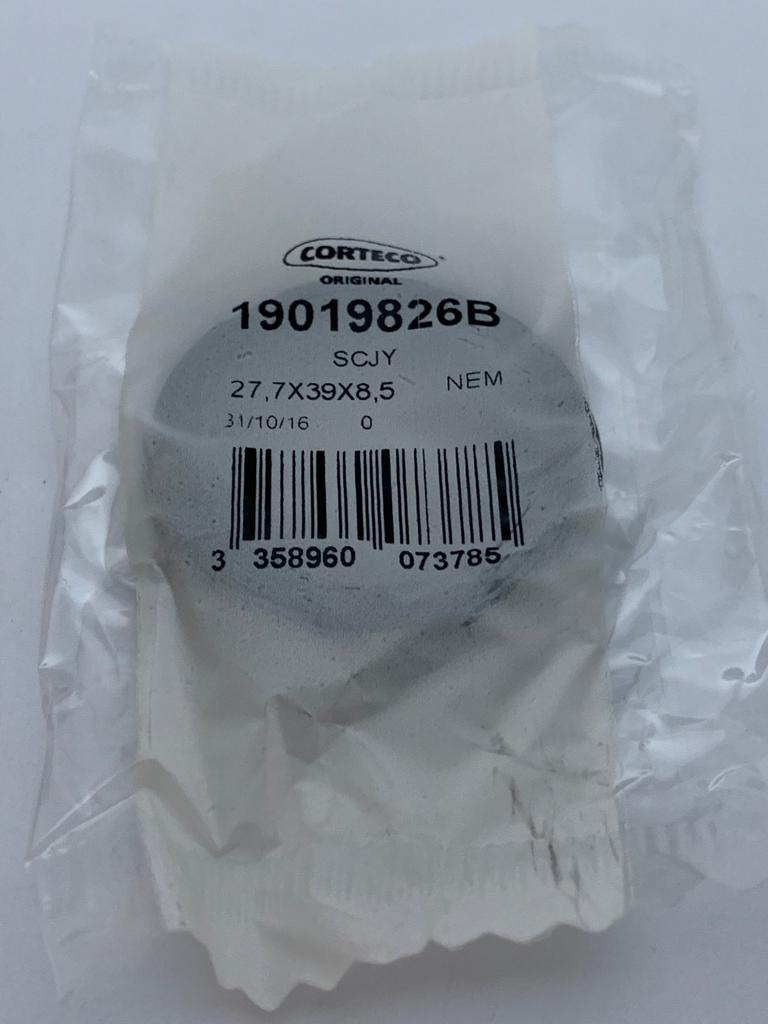 CORTECO
ORIGINAL
19019826B
SCJY
27,7X39X8,5 NEM
31/10/16 0
3 358960 073785